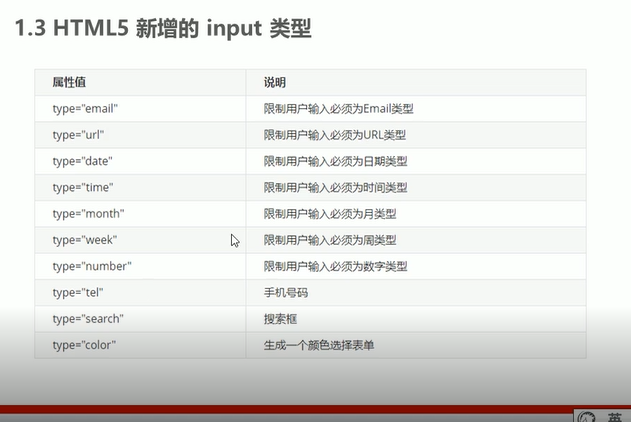 1.3 HTML5 新增的 input 类型
属性值 说明
type="email" 限制用户输入必须为Email类型
type="url" 限制用户输入必须为URL类型
type="date" 限制用户输入必须为日期类型
type="time" 限制用户输入必须为时间类型
type="month" 限制用户输入必须为月类型
type="week" 限制用户输入必须为周类型
type="number" 限制用户输入必须为数字类型
type="tel" 手机号码
type="search" 搜索框
type="color" 生成一个颜色选择表单
英